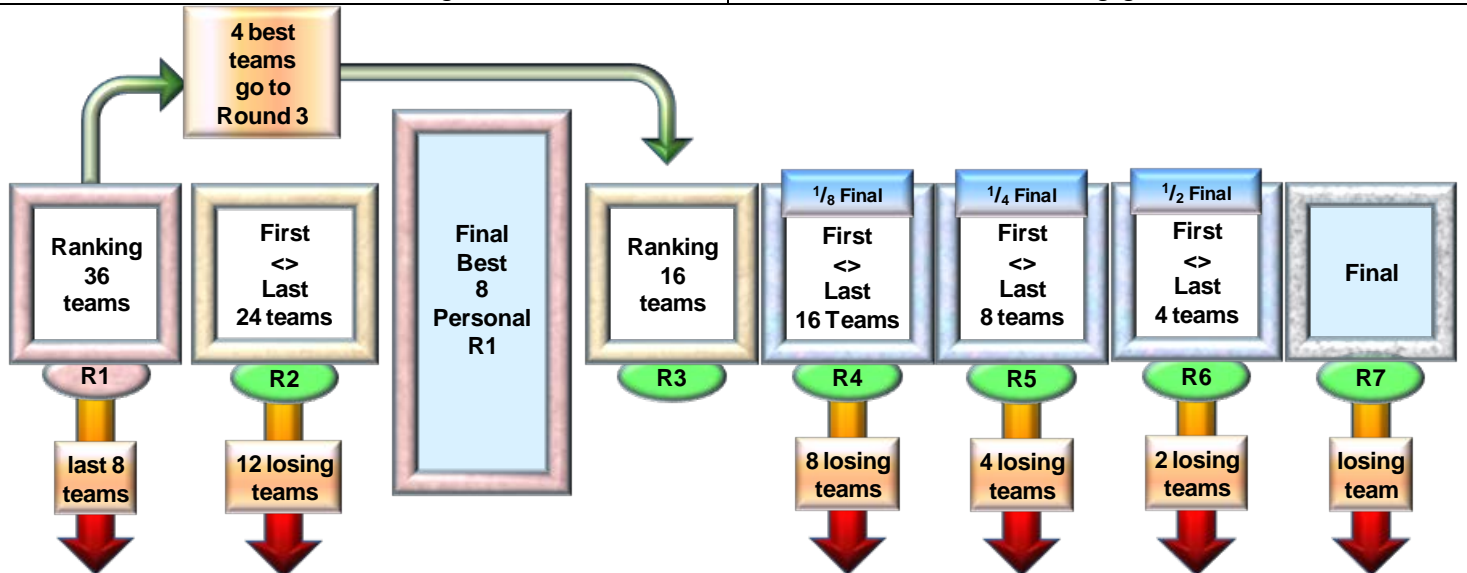 4 best
teams
go to
Round 3
Ranking
36
teams
R1
last 8
teams
First
<>
Last
24 teams
R2
12 losing
teams
Final
Best
8
Personal
R1
Ranking
16
teams
R3
1/8 Final
First
<>
Last
16 Teams
R4
8 losing
teams
1/4 Final
First
<>
Last
8 teams
R5
4 losing
teams
1/2 Final
First
<>
Last
4 teams
R6
2 losing
teams
Final
R7
losing
team